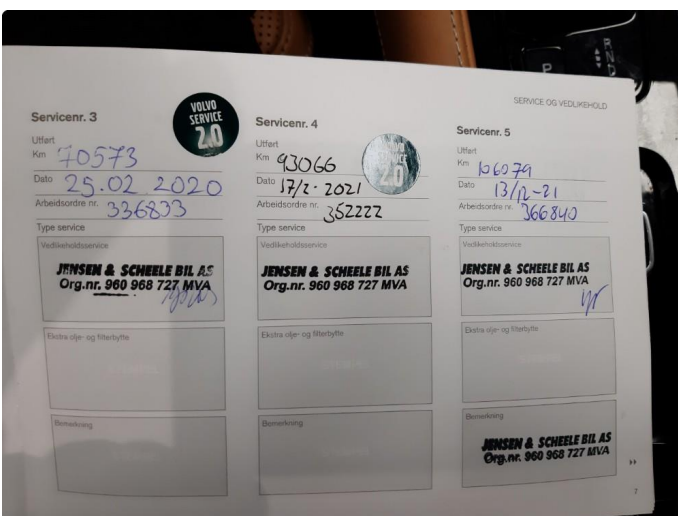 SERVICE OG VEDLIKEHOLD
Servicenr. 3
VOLVO
SERVICE
2.0
Utført
Km 70573
Dato 25.02.2020
Arbeidsordre nr. 336833
Type service
Vedlikeholdsservice
JENSEN & SCHEELE BIL AS
Org.nr. 960 968 727 MVA
Ekstra olje- og filterbytte
Bemerkning
Servicenr. 4
VOLVO
SERVICE
2.0
Utført
Km 93066
Dato 17/2-2021
Arbeidsordre nr. 352222
Type service
Vedlikeholdsservice
JENSEN & SCHEELE BIL AS
Org.nr. 960 968 727 MVA
Ekstra olje- og filterbytte
Bemerkning
Servicenr. 5
Utført
Km 106079
Dato 13/12-21
Arbeidsordre nr. 366840
Type service
Vedlikeholdsservice
JENSEN & SCHEELE BIL AS
Org.nr. 960 968 727 MVA
Ekstra olje- og filterbytte
Bemerkning
JENSEN & SCHEELE BIL AS
Org.nr. 960 968 727 MVA
7